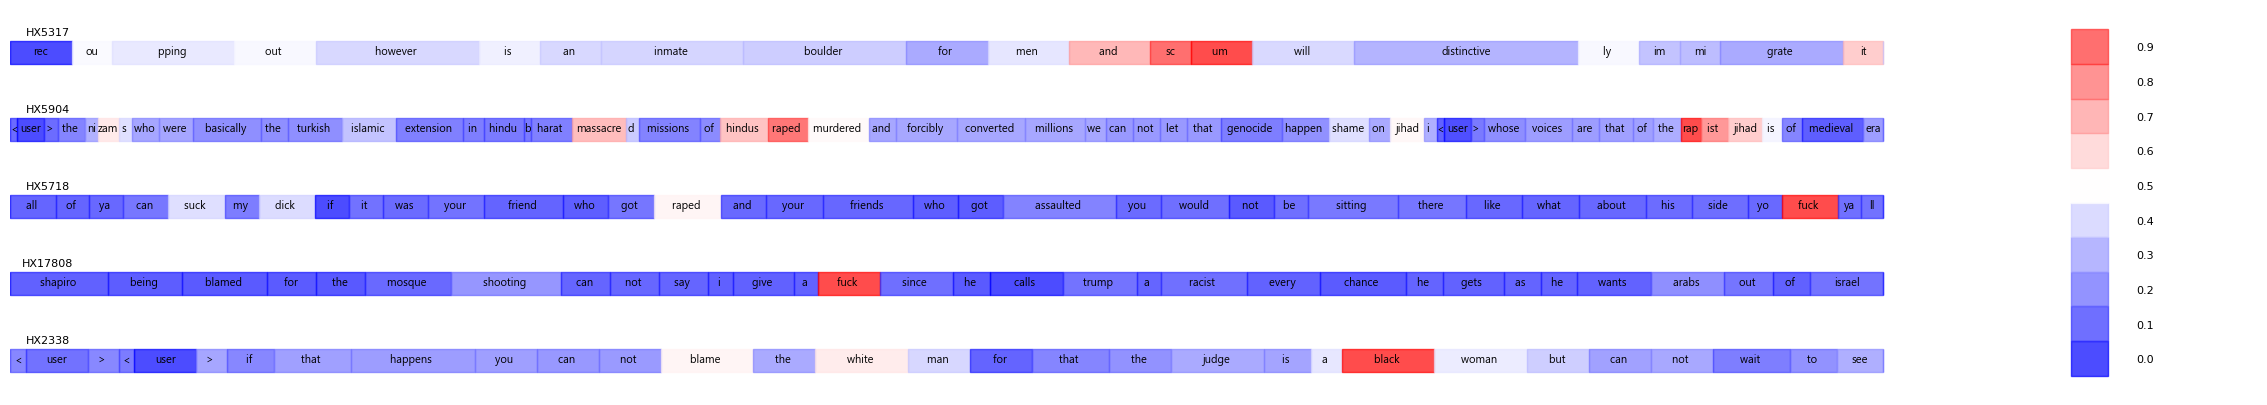 HX5317
rec ou pping out however is an inmate boulder for men and sc um will distinctive ly im mi grate it
HX5904
< user > the ni zam s who were basically the turkish islamic extension in hindu b harat massacre d missions of hindus raped murdered and forcibly converted millions we can not let that genocide happen shame on jihad i < user > whose voices are that of the rap ist jihad is of medieval era
HX5718
all of ya can suck my dick if it was your friend who got raped and your friends who got assaulted you would not be sitting there like what about his side yo fuck ya ll
HX17808
shapiro being blamed for the mosque shooting can not say i give a fuck since he calls trump a racist every chance he gets as he wants arabs out of israel
HX2338
< user > < user > if that happens you can not blame the white man for that the judge is a black woman but can not wait to see
0.9
0.8
0.7
0.6
0.5
0.4
0.3
0.2
0.1
0.0